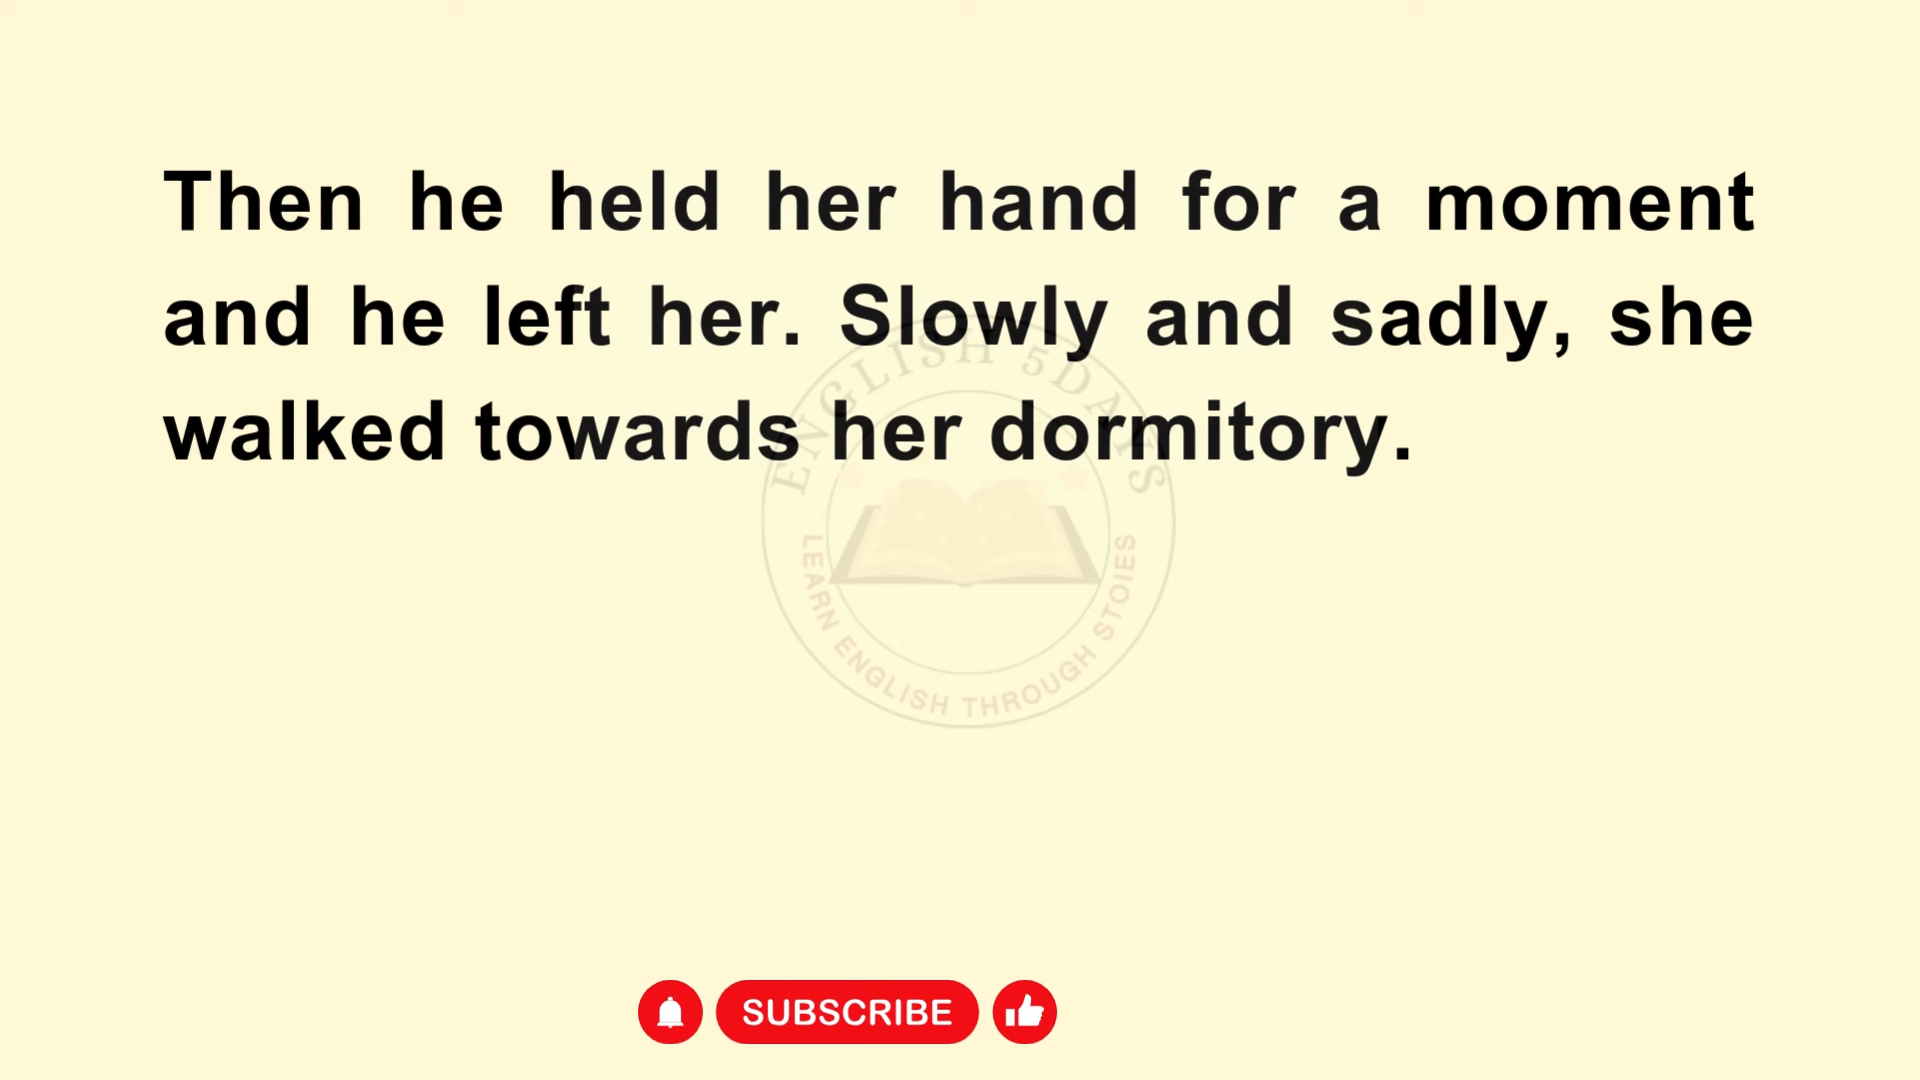 Then he held her hand for a moment
and he left her. Slowly and sadly, she
walked towards her dormitory.
ENGLISH 5DAYS
LEARN ENGLISH THROUGH STOIES
SUBSCRIBE